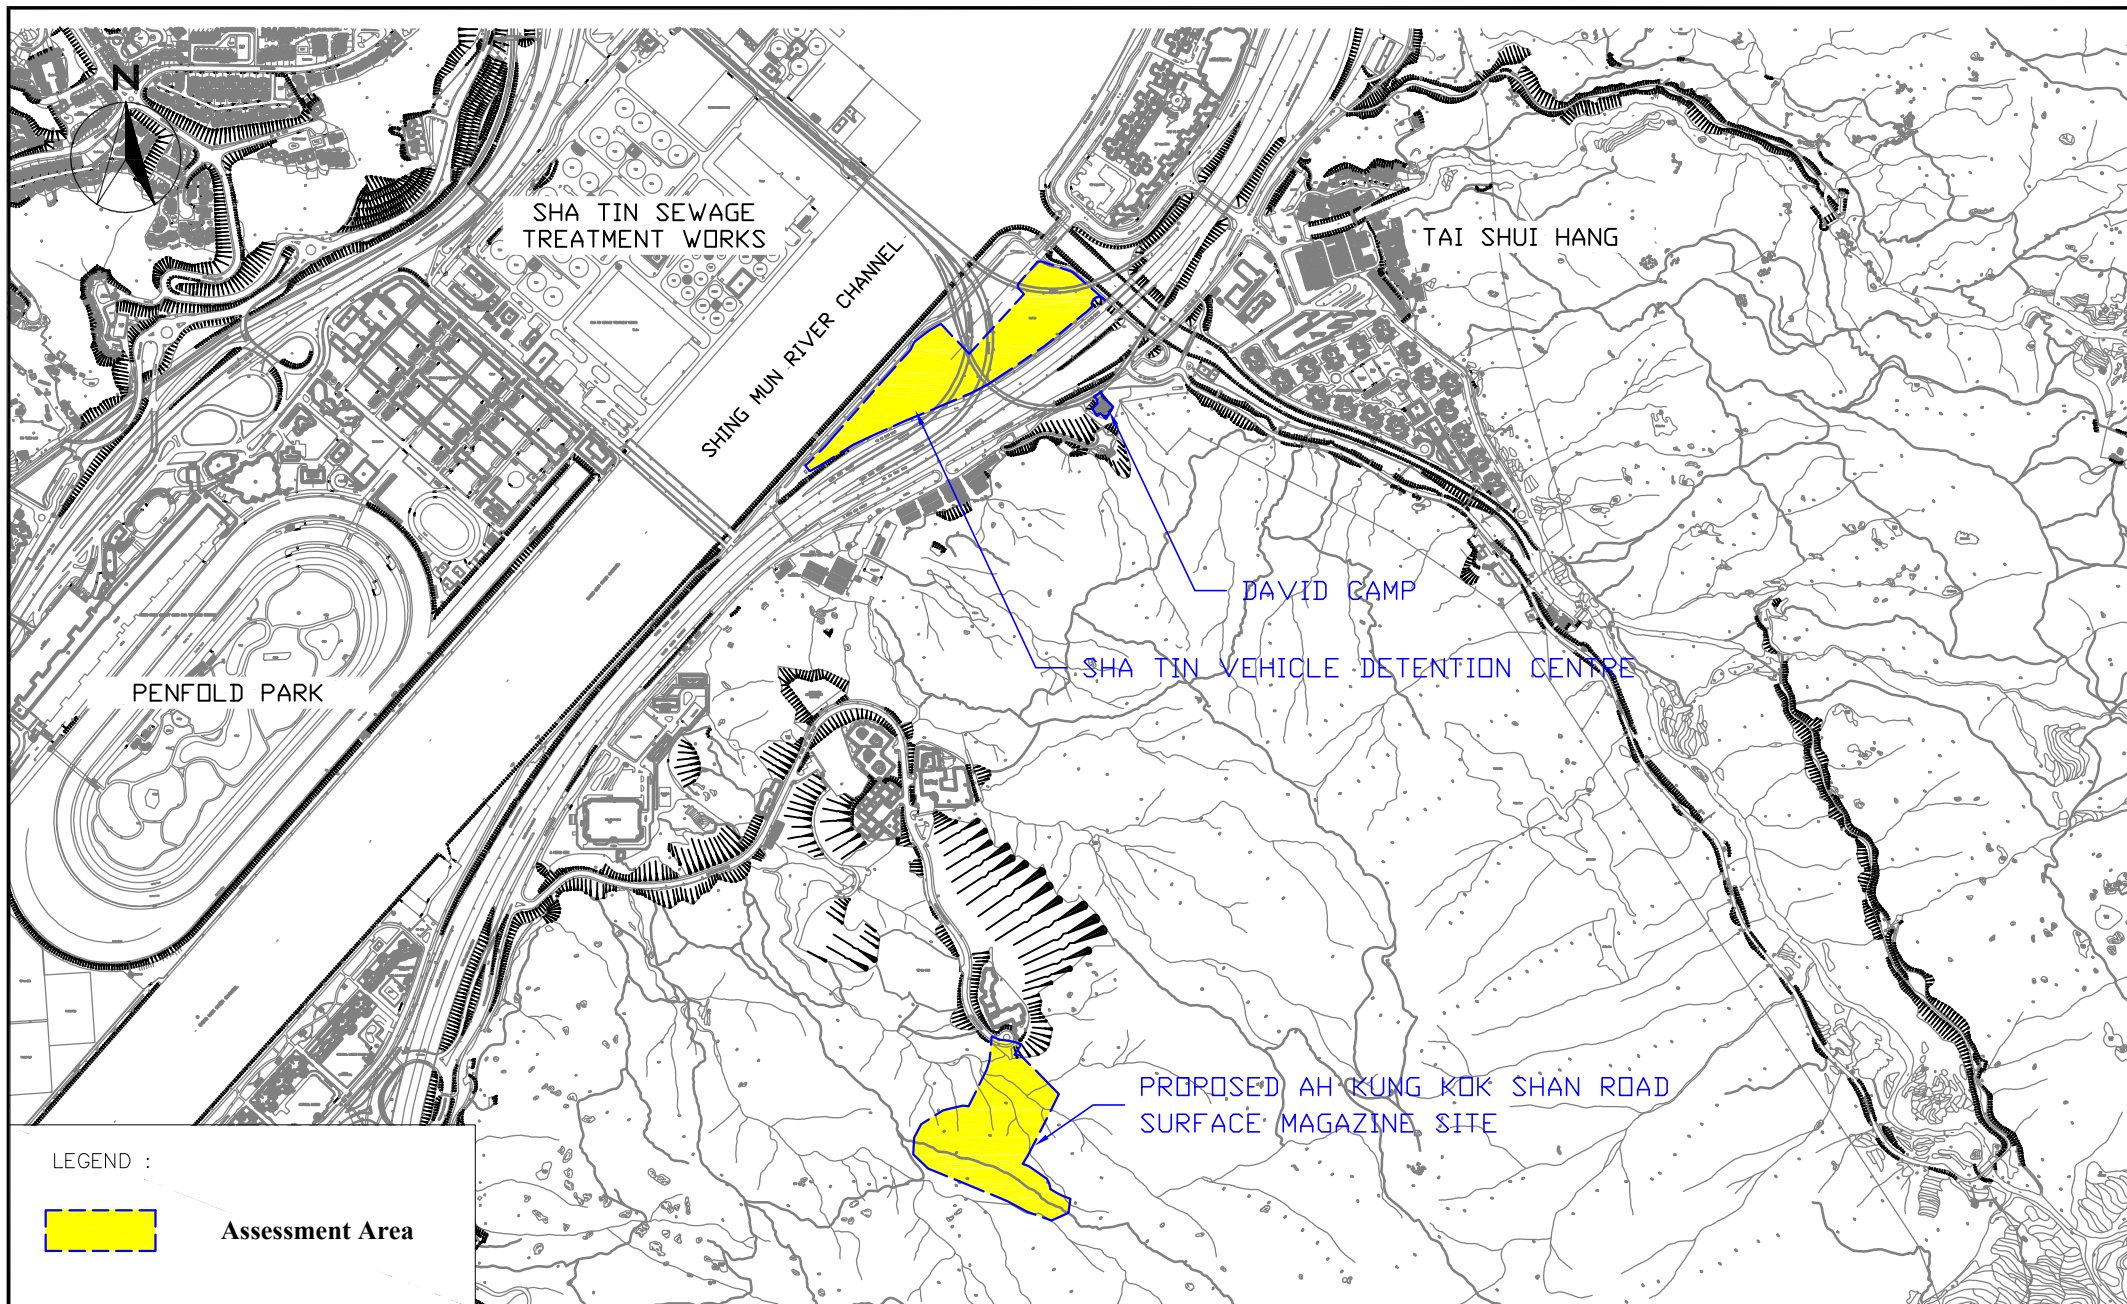 N
SHA TIN SEWAGE
TREATMENT WORKS
SHING MUN RIVER CHANNEL
TAI SHUI HANG
DAVID CAMP
SHA TIN VEHICLE DETENTION CENTRE
PENFOLD PARK
PROPOSED AH KUNG KOK SHAN ROAD
SURFACE MAGAZINE SITE
LEGEND :
Assessment Area